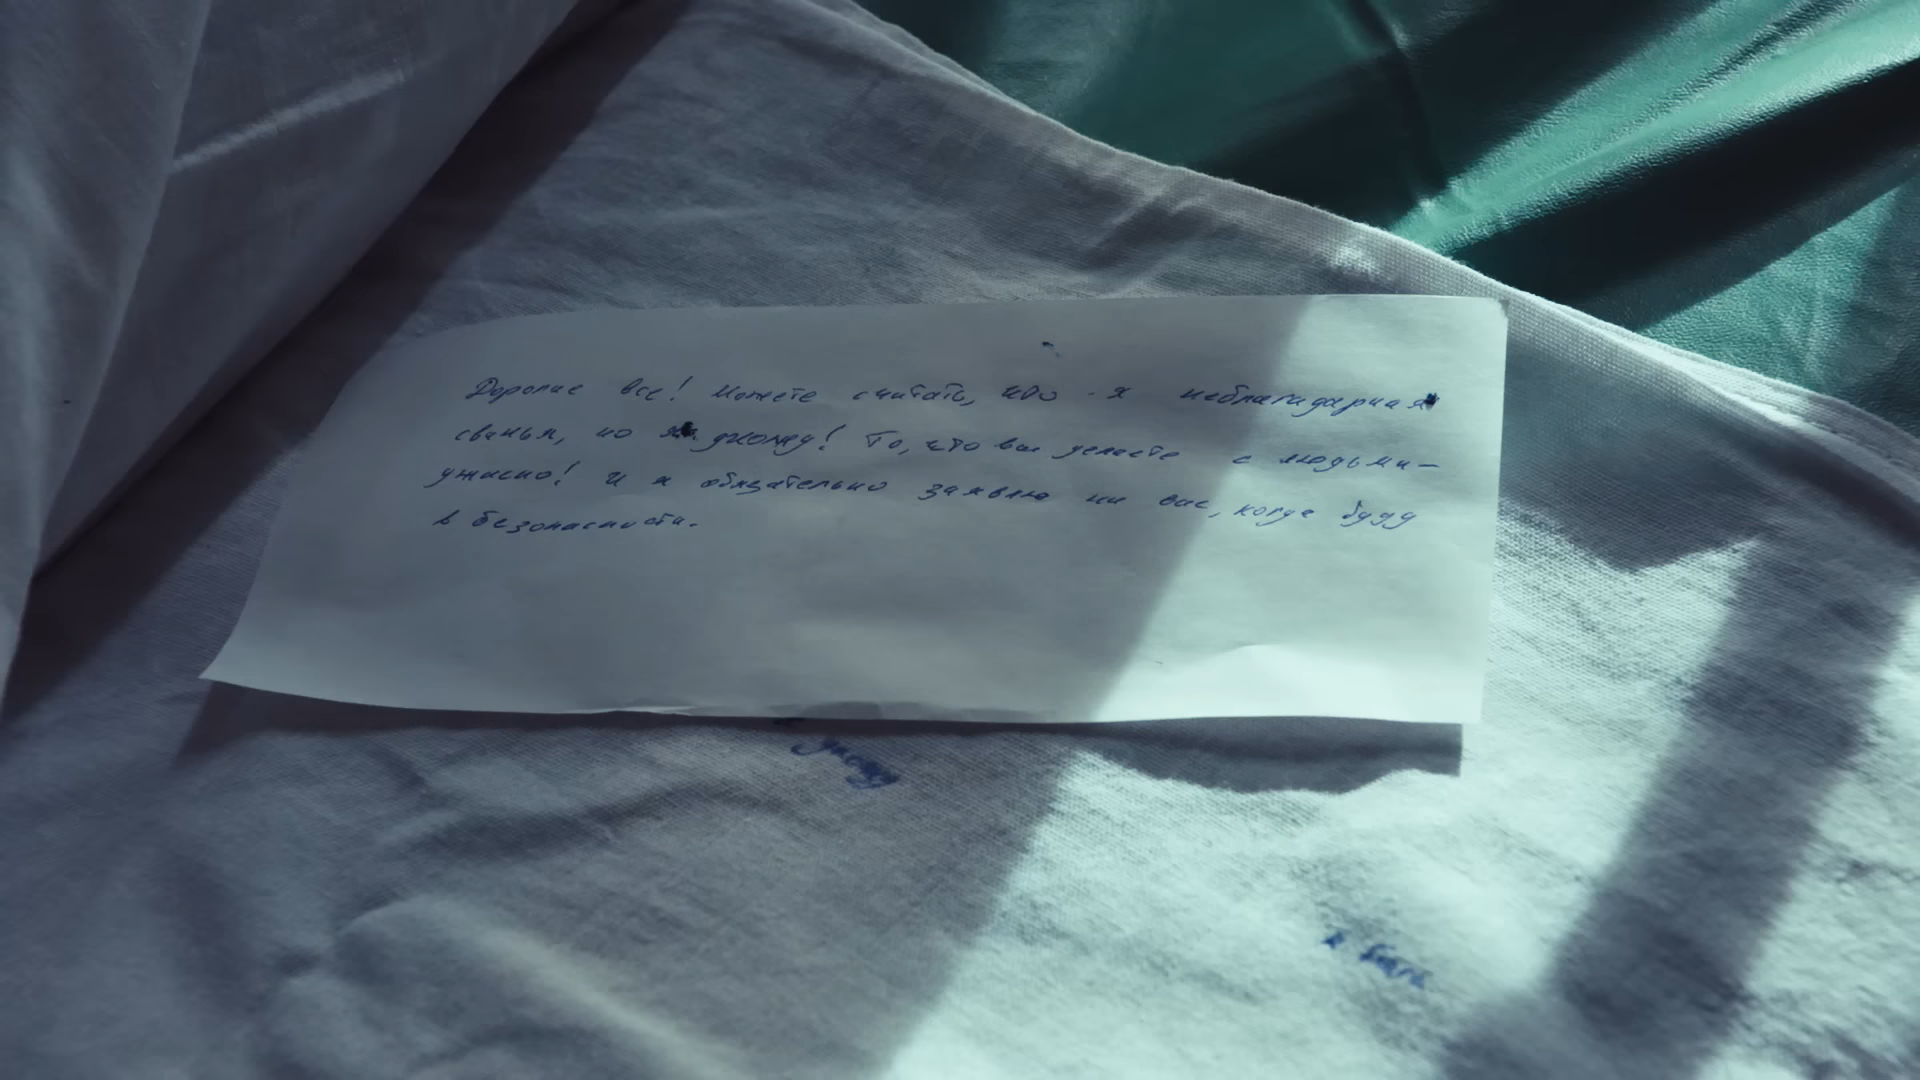 Дорогие все! Можете считать, что я неблагодарная
свинья, но я ухожу! То, что вы делаете с людьми –
ужасно! И я обязательно заявлю на вас, когда буду
в безопасности.